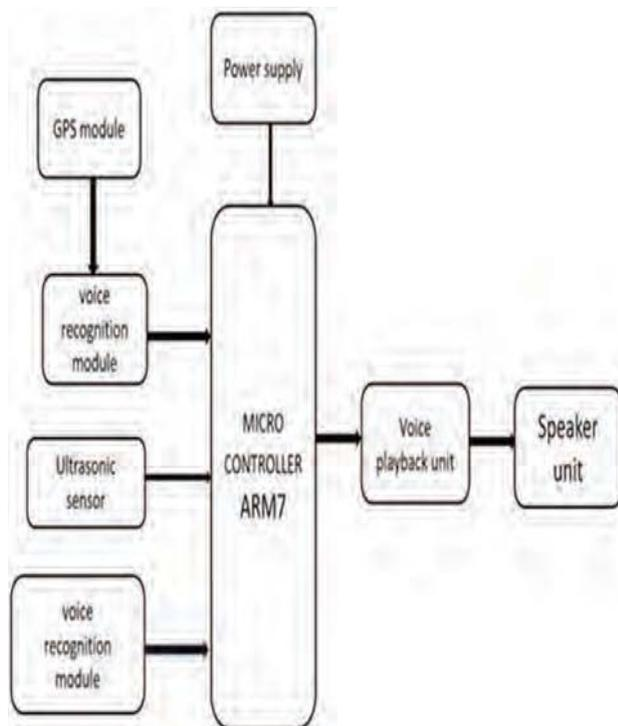 Power supply
GPS module
voice
recognition
module
MICRO
CONTROLLER
ARM7
Voice
playback unit
Speaker
unit
Ultrasonic
sensor
voice
recognition
module